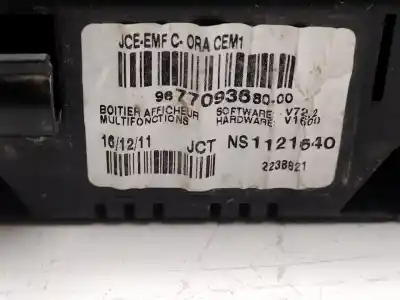 JCE-EMF C- ORA CEM1
9677093680-00
BOITIER AFFICHEUR SOFTWARE: V72.2
MULTIFONCTIONS HARDWARE: V1600
16/12/11 JCT NS1121640
2238821